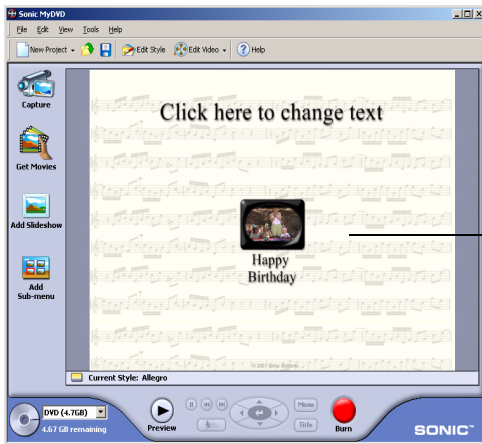 Sonic MyDVD
File Edit View Tools Help
New Project Edit Style Edit Video Help
Capture
Get Movies
Add Slideshow
Add
Sub-menu
Click here to change text
Happy
Birthday
Current Style: Allegro
DVD (4.7GB)
4.67 GB remaining
Preview
Menu
Title
Burn
SONIC™